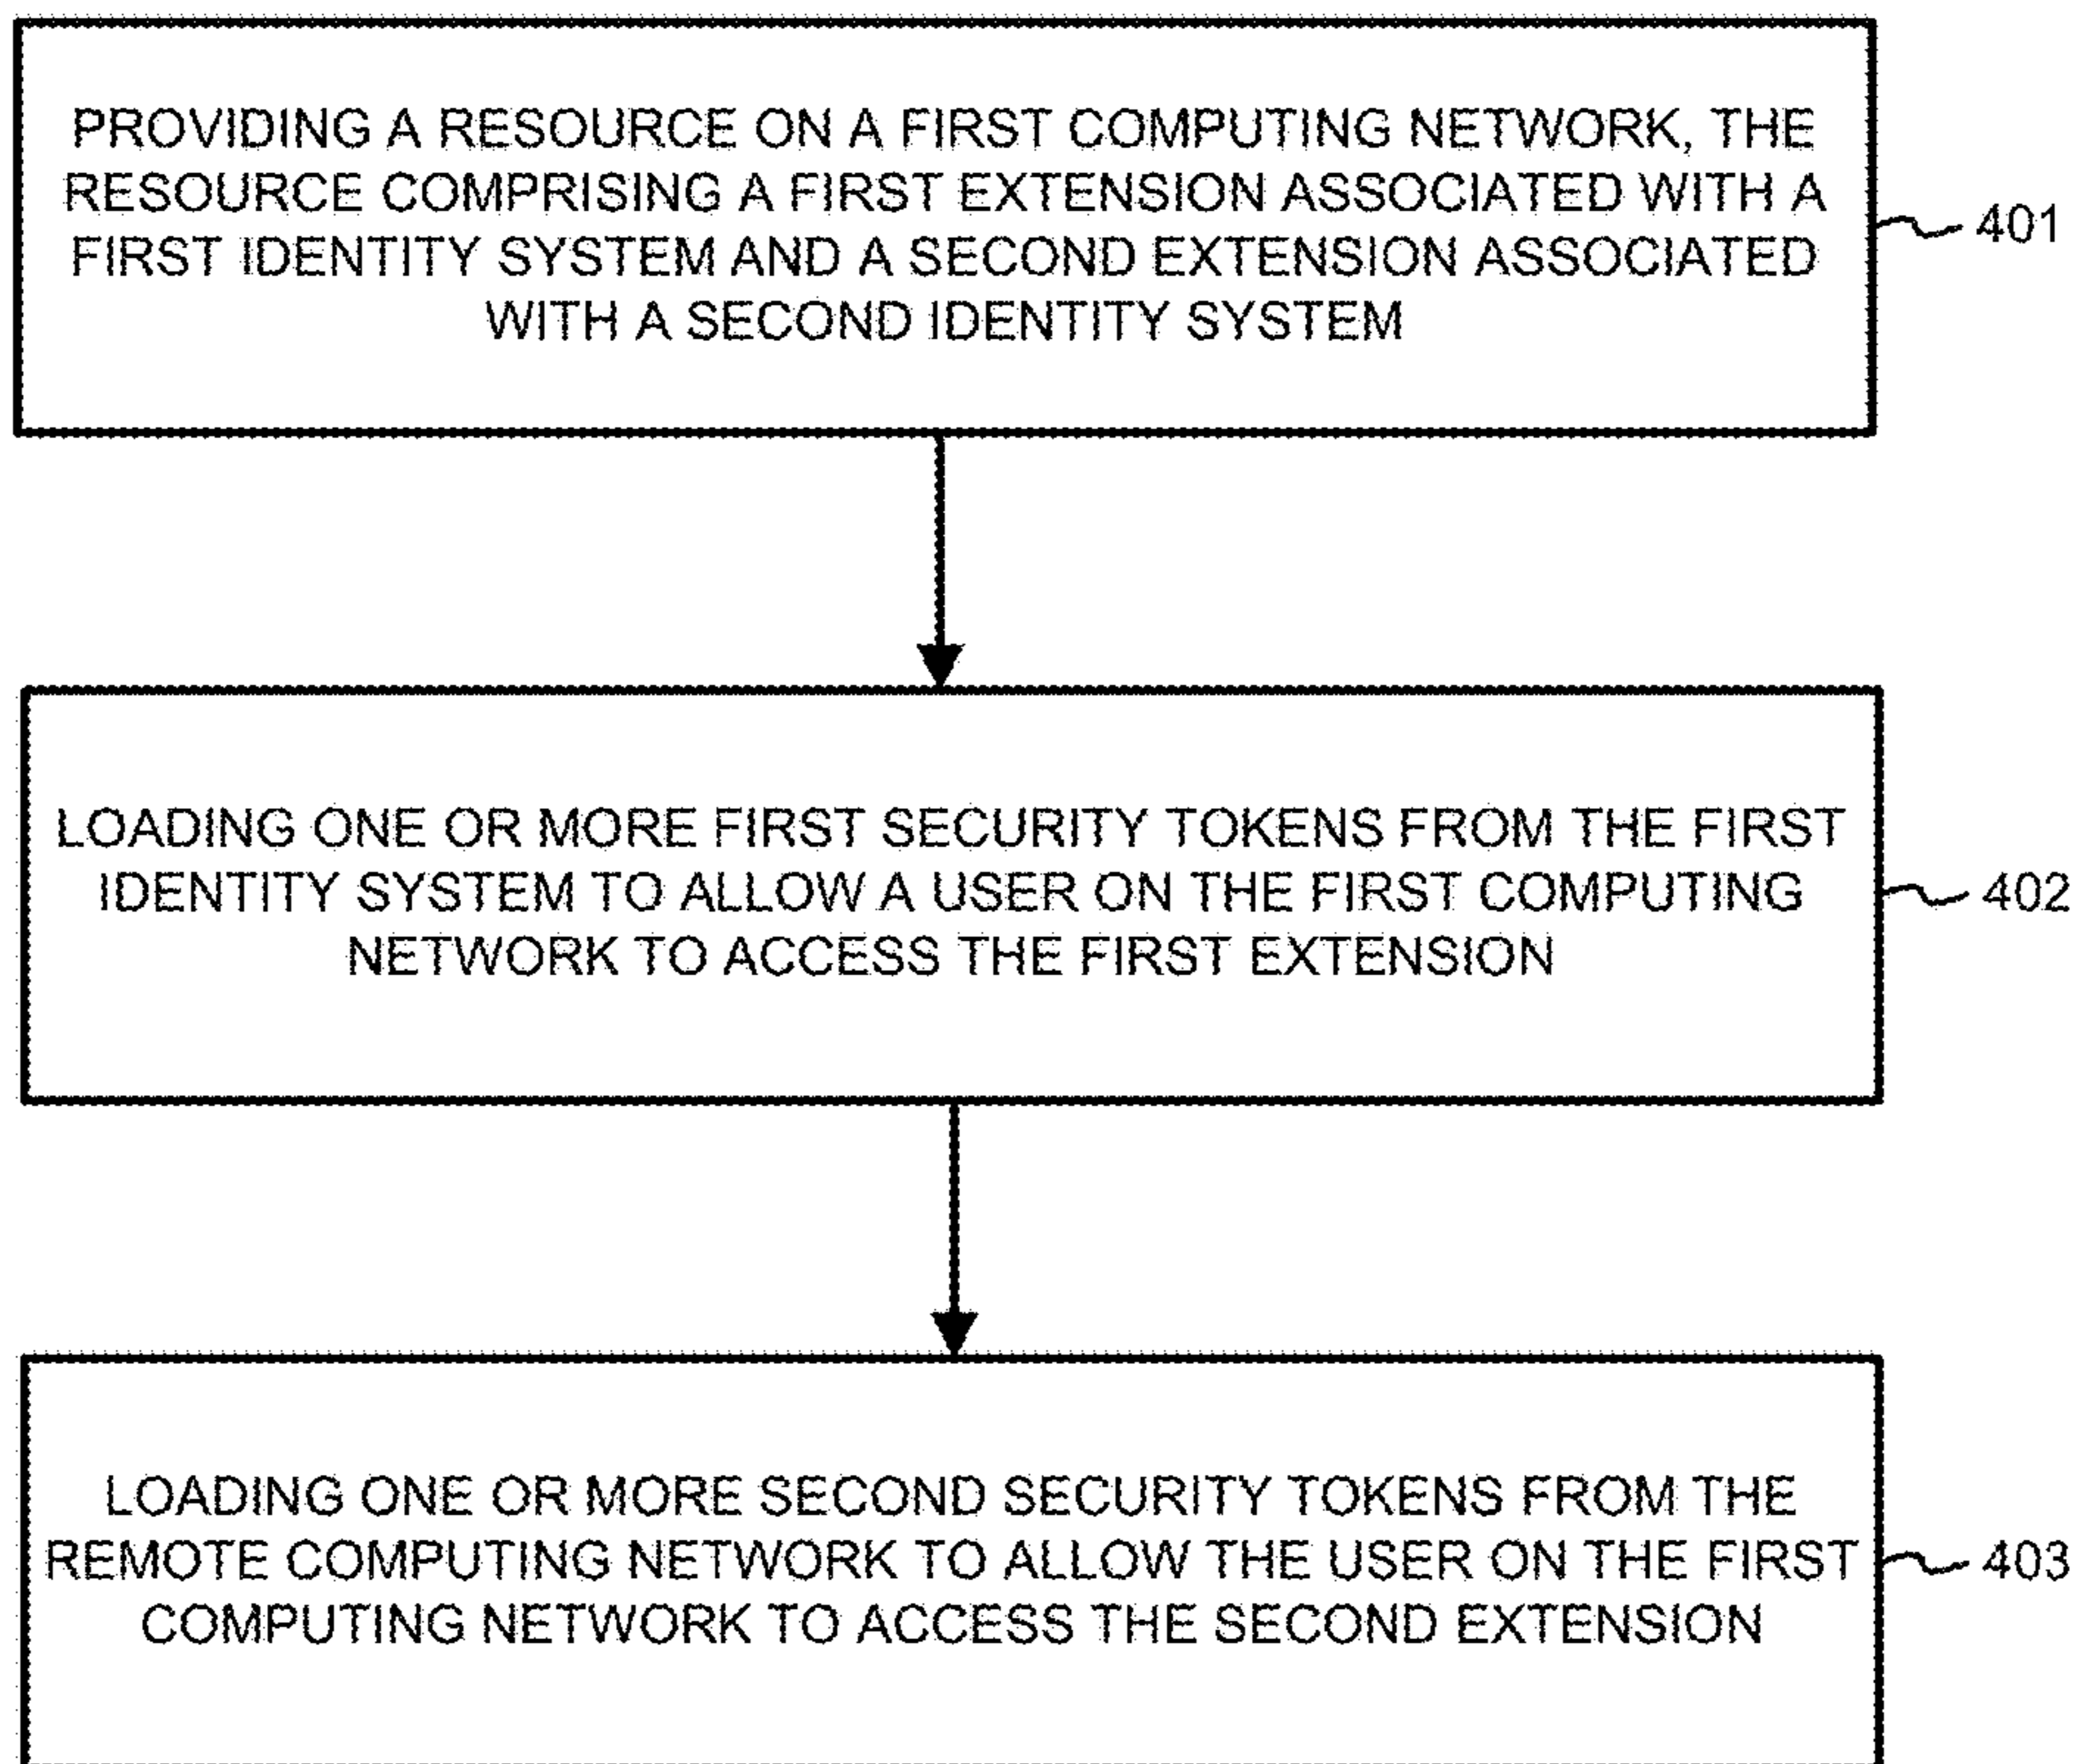 PROVIDING A RESOURCE ON A FIRST COMPUTING NETWORK, THE
RESOURCE COMPRISING A FIRST EXTENSION ASSOCIATED WITH A
FIRST IDENTITY SYSTEM AND A SECOND EXTENSION ASSOCIATED
WITH A SECOND IDENTITY SYSTEM
401
LOADING ONE OR MORE FIRST SECURITY TOKENS FROM THE FIRST
IDENTITY SYSTEM TO ALLOW A USER ON THE FIRST COMPUTING
NETWORK TO ACCESS THE FIRST EXTENSION
402
LOADING ONE OR MORE SECOND SECURITY TOKENS FROM THE
REMOTE COMPUTING NETWORK TO ALLOW THE USER ON THE FIRST
COMPUTING NETWORK TO ACCESS THE SECOND EXTENSION
403